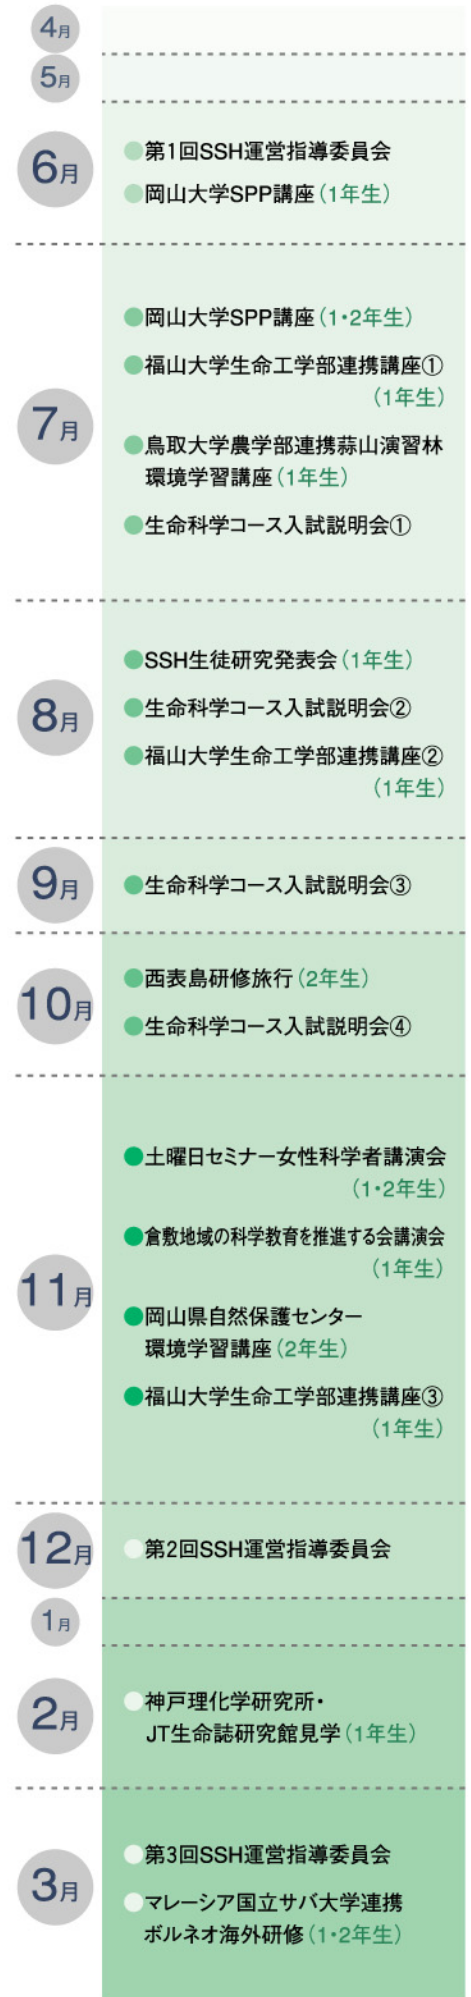 4月
5月
6月
●第1回SSH運営指導委員会
●岡山大学SPP講座（1年生）
7月
●岡山大学SPP講座（1・2年生）
●福山大学生命工学部連携講座①
（1年生）
●鳥取大学農学部連携蒜山演習林
環境学習講座（1年生）
●生命科学コース入試説明会①
8月
●SSH生徒研究発表会（1年生）
●生命科学コース入試説明会②
●福山大学生命工学部連携講座②
（1年生）
9月
●生命科学コース入試説明会③
10月
●西表島研修旅行（2年生）
●生命科学コース入試説明会④
11月
●土曜日セミナー女性科学者講演会
（1・2年生）
●倉敷地域の科学教育を推進する会講演会
（1年生）
●岡山県自然保護センター
環境学習講座（2年生）
●福山大学生命工学部連携講座③
（1年生）
12月
●第2回SSH運営指導委員会
1月
2月
●神戸理化学研究所・
JT生命誌研究館見学（1年生）
3月
●第3回SSH運営指導委員会
●マレーシア国立サバ大学連携
ボルネオ海外研修（1・2年生）